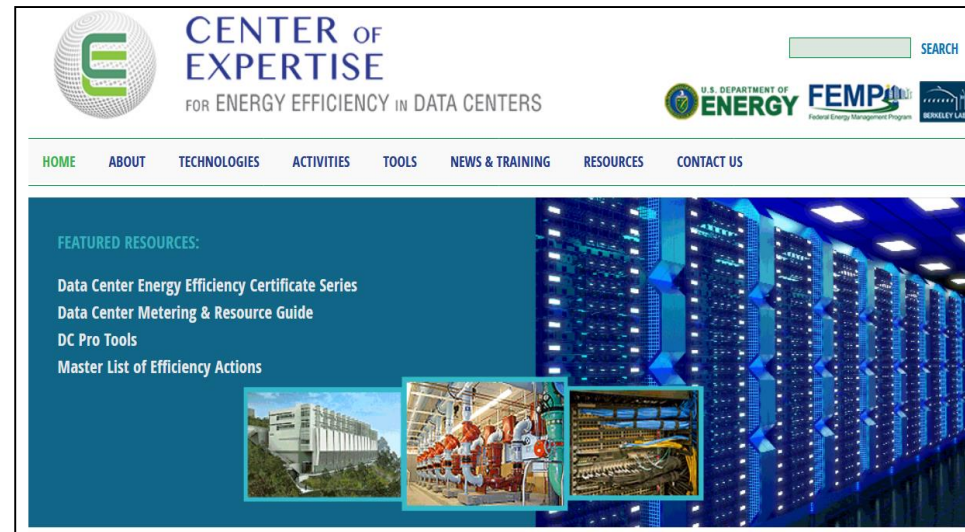 CENTER OF
EXPERTISE
FOR ENERGY EFFICIENCY IN DATA CENTERS
SEARCH
U.S. DEPARTMENT OF
ENERGY
FEMP
Federal Energy Management Program
BERKELEY LAB
HOME ABOUT TECHNOLOGIES ACTIVITIES TOOLS NEWS & TRAINING RESOURCES CONTACT US
FEATURED RESOURCES:
Data Center Energy Efficiency Certificate Series
Data Center Metering & Resource Guide
DC Pro Tools
Master List of Efficiency Actions